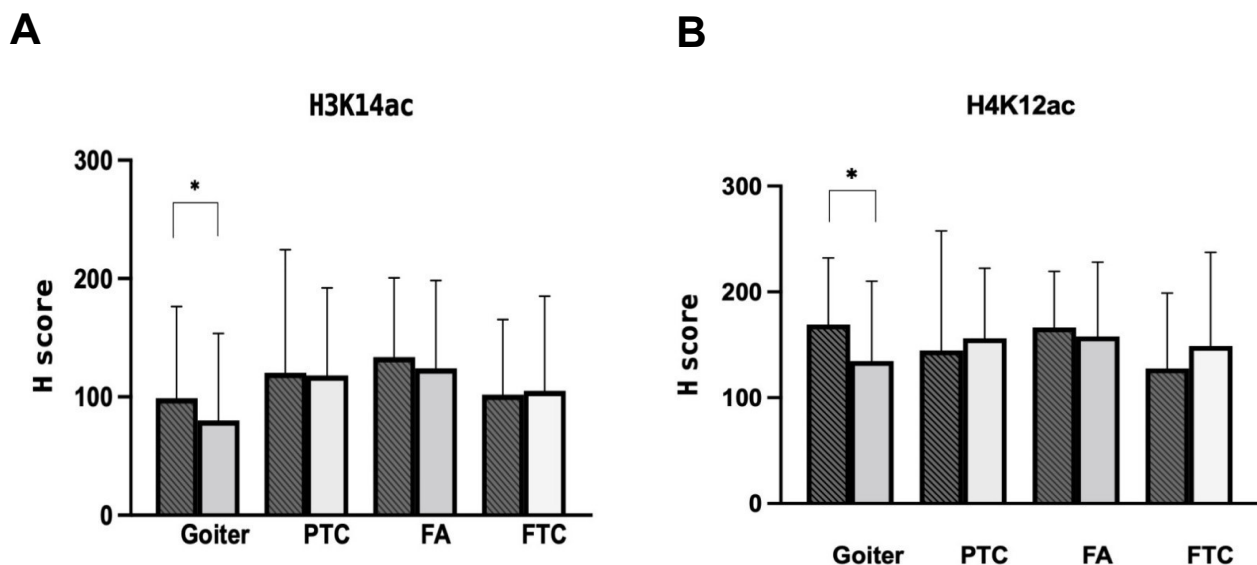 A
H3K14ac
300
*
200
H score
100
0
Goiter PTC FA FTC
B
H4K12ac
300
*
200
H score
100
0
Goiter PTC FA FTC